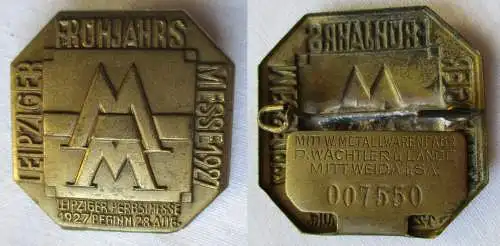 LEIPZIGER
FRÜHJAHRS
MESSE 1927
MM
LEIPZIGER HERBSTMESSE
1927 BEGINN 28. AUG.
MITTW. METALLWARENFABR.
R. WÄCHTLER u. LANGE
MITTWEIDA i. SA.
007550